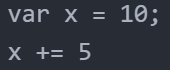 var x = 10;
x += 5